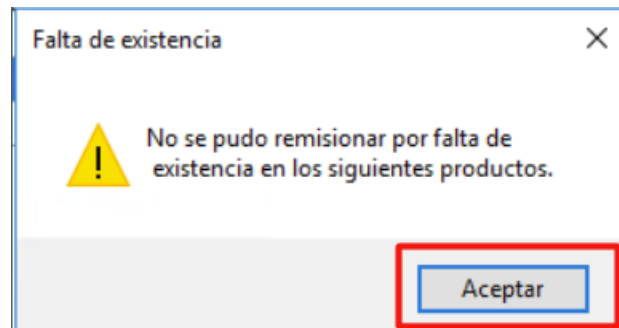 Falta de existencia
No se pudo remisionar por falta de
existencia en los siguientes productos.
Aceptar